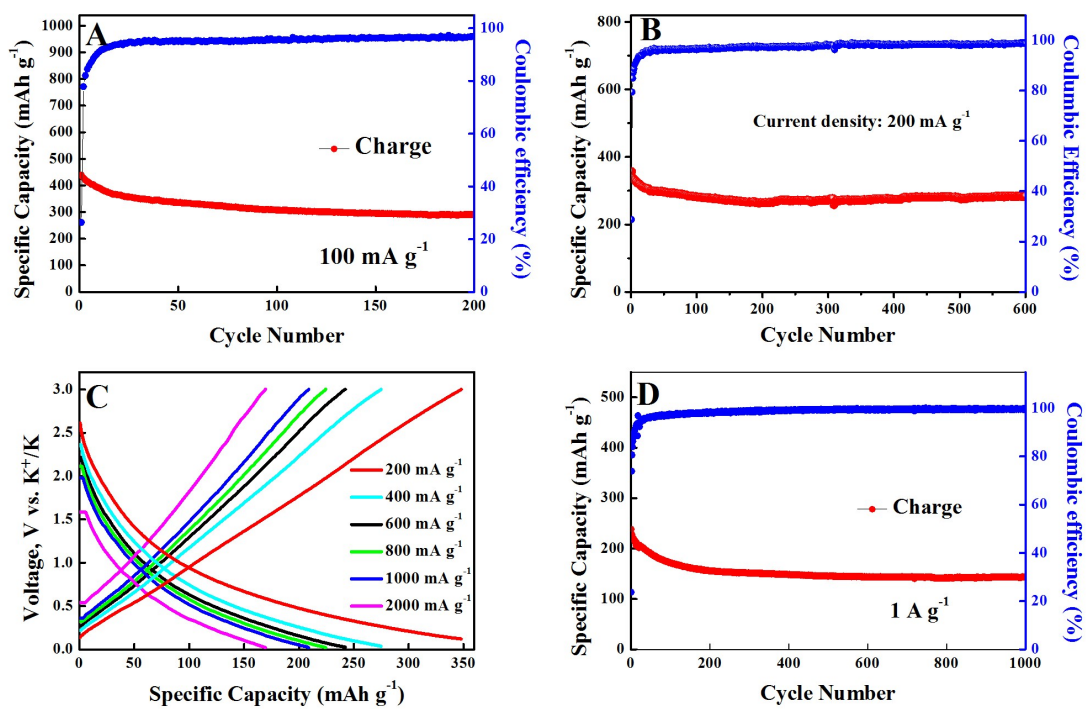 A
Specific Capacity (mAh g⁻¹)
1000
900
800
700
600
500
400
300
200
100
0
100
80
60
40
20
0
Coulombic efficiency (%)
Charge
100 mA g⁻¹
0 50 100 150 200
Cycle Number
B
Specific Capacity (mAh g⁻¹)
800
600
400
200
0
100
80
60
40
20
0
Coulumbic Efficiency (%)
Current density: 200 mA g⁻¹
0 100 200 300 400 500 600
Cycle Number
C
Voltage, V vs. K⁺/K
3.0
2.5
2.0
1.5
1.0
0.5
0.0
200 mA g⁻¹
400 mA g⁻¹
600 mA g⁻¹
800 mA g⁻¹
1000 mA g⁻¹
2000 mA g⁻¹
0 50 100 150 200 250 300 350
Specific Capacity (mAh g⁻¹)
D
Specific Capacity (mAh g⁻¹)
500
400
300
200
100
0
100
80
60
40
20
0
Coulombic efficiency (%)
Charge
1 A g⁻¹
0 200 400 600 800 1000
Cycle Number